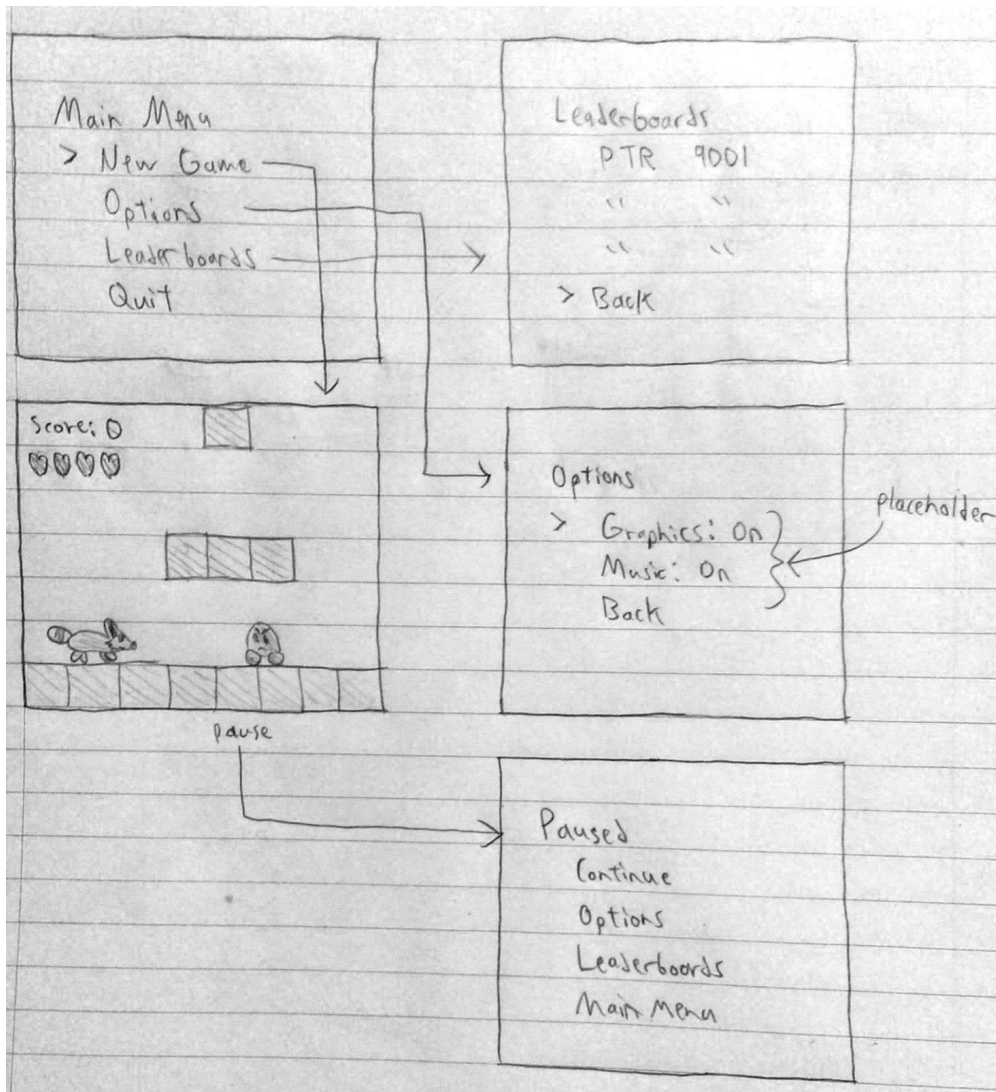 Main Menu
> New Game
Options
Leaderboards
Quit
Leaderboards
PTR 9001
" "
" "
> Back
Score: 0
Options
> Graphics: On
Music: On
Back
placeholder
pause
Paused
Continue
Options
Leaderboards
Main Menu